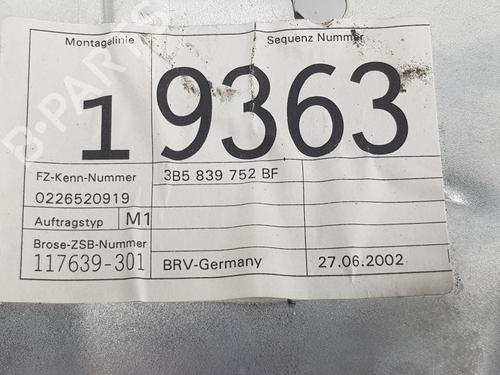 Montagelinie Sequenz Nummer
1 9363
FZ-Kenn-Nummer 3B5 839 752 BF
0226520919
Auftragstyp M1
Brose-ZSB-Nummer
117639-301 BRV-Germany 27.06.2002
B-PARTS